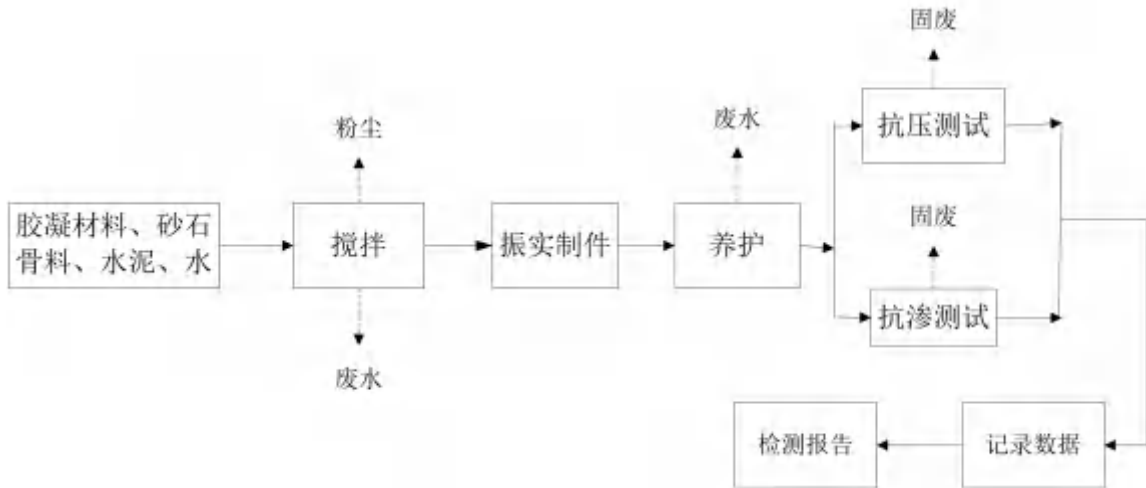 固废
粉尘
废水
抗压测试
胶凝材料、砂石
骨料、水泥、水
搅拌
振实制件
养护
固废
抗渗测试
废水
检测报告
记录数据